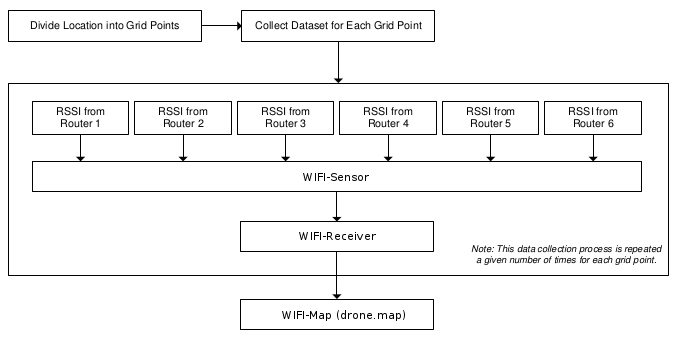 Divide Location into Grid Points
Collect Dataset for Each Grid Point
RSSI from
Router 1
RSSI from
Router 2
RSSI from
Router 3
RSSI from
Router 4
RSSI from
Router 5
RSSI from
Router 6
WIFI-Sensor
WIFI-Receiver
Note: This data collection process is repeated
a given number of times for each grid point.
WIFI-Map (drone.map)